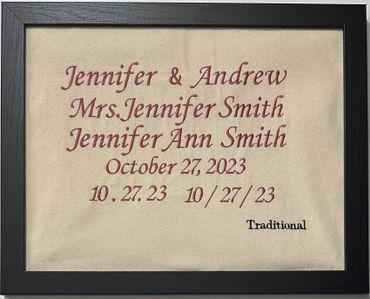 Jennifer & Andrew
Mrs. Jennifer Smith
Jennifer Ann Smith
October 27, 2023
10.27.23 10/27/23
Traditional